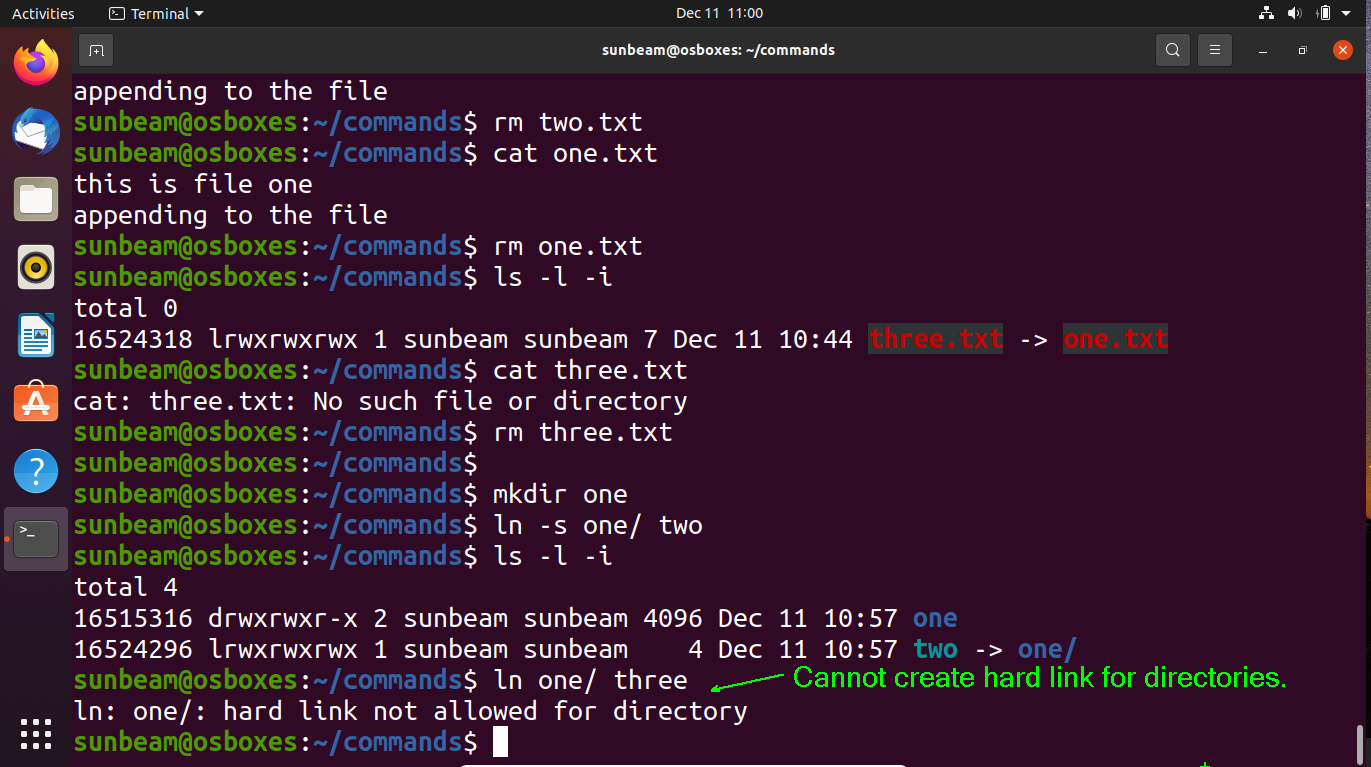 Activities Terminal Dec 11 11:00
sunbeam@osboxes: ~/commands
appending to the file
sunbeam@osboxes:~/commands$ rm two.txt
sunbeam@osboxes:~/commands$ cat one.txt
this is file one
appending to the file
sunbeam@osboxes:~/commands$ rm one.txt
sunbeam@osboxes:~/commands$ ls -l -i
total 0
16524318 lrwxrwxrwx 1 sunbeam sunbeam 7 Dec 11 10:44 three.txt -> one.txt
sunbeam@osboxes:~/commands$ cat three.txt
cat: three.txt: No such file or directory
sunbeam@osboxes:~/commands$ rm three.txt
sunbeam@osboxes:~/commands$
sunbeam@osboxes:~/commands$ mkdir one
sunbeam@osboxes:~/commands$ ln -s one/ two
sunbeam@osboxes:~/commands$ ls -l -i
total 4
16515316 drwxrwxr-x 2 sunbeam sunbeam 4096 Dec 11 10:57 one
16524296 lrwxrwxrwx 1 sunbeam sunbeam    4 Dec 11 10:57 two -> one/
sunbeam@osboxes:~/commands$ ln one/ three Cannot create hard link for directories.
ln: one/: hard link not allowed for directory
sunbeam@osboxes:~/commands$